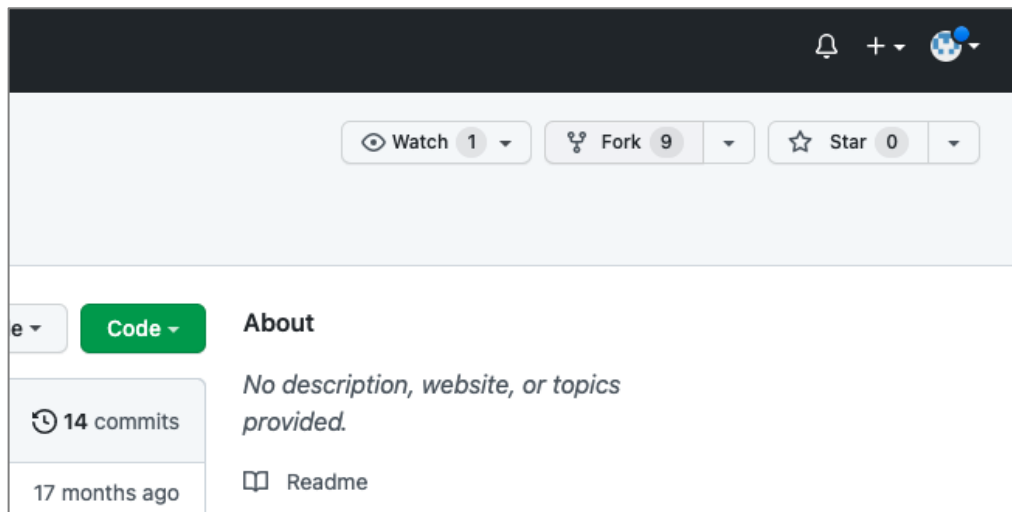 Watch 1 Fork 9 Star 0
e Code About
No description, website, or topics
14 commits provided.
17 months ago Readme